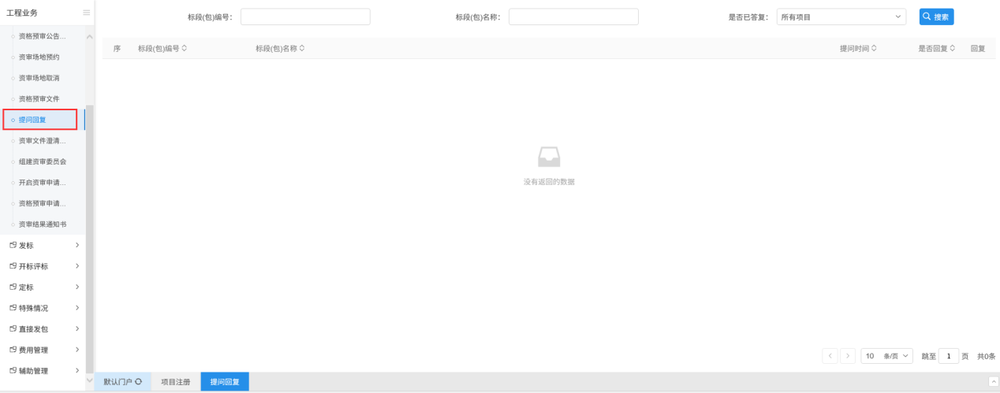 工程业务
标段(包)编号：
标段(包)名称：
是否已答复：
所有项目
搜索
资格预审公告...
资审场地预约
资审场地取消
资格预审文件
提问回复
资审文件澄清...
组建资审委员会
开启资审申请...
资格预审申请...
资审结果通知书
发标
开标评标
定标
特殊情况
直接发包
费用管理
辅助管理
序 标段(包)编号 标段(包)名称 提问时间 是否回复 回复
没有返回的数据
10 条/页 跳至 1 页 共0条
默认门户 项目注册 提问回复